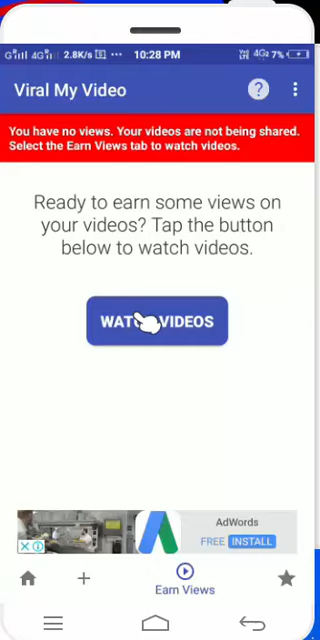 2.8K/s 10:28 PM 4G 7%
Viral My Video ?
You have no views. Your videos are not being shared.
Select the Earn Views tab to watch videos.
Ready to earn some views on
your videos? Tap the button
below to watch videos.
WATCH VIDEOS
AdWords
FREE INSTALL
Earn Views